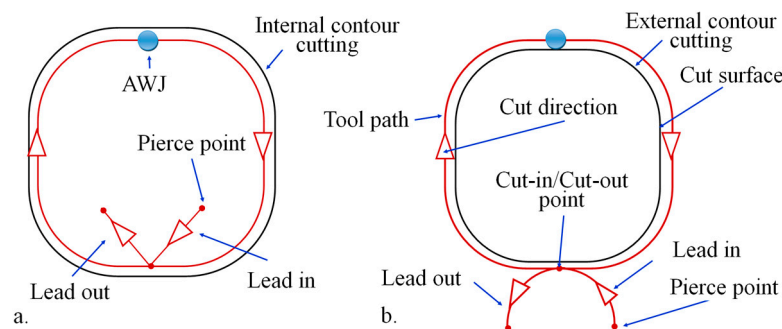 Internal contour
cutting
AWJ
Pierce point
Lead out
Lead in
a.
External contour
cutting
Cut surface
Tool path
Cut direction
Cut-in/Cut-out
point
Lead out
Lead in
Pierce point
b.